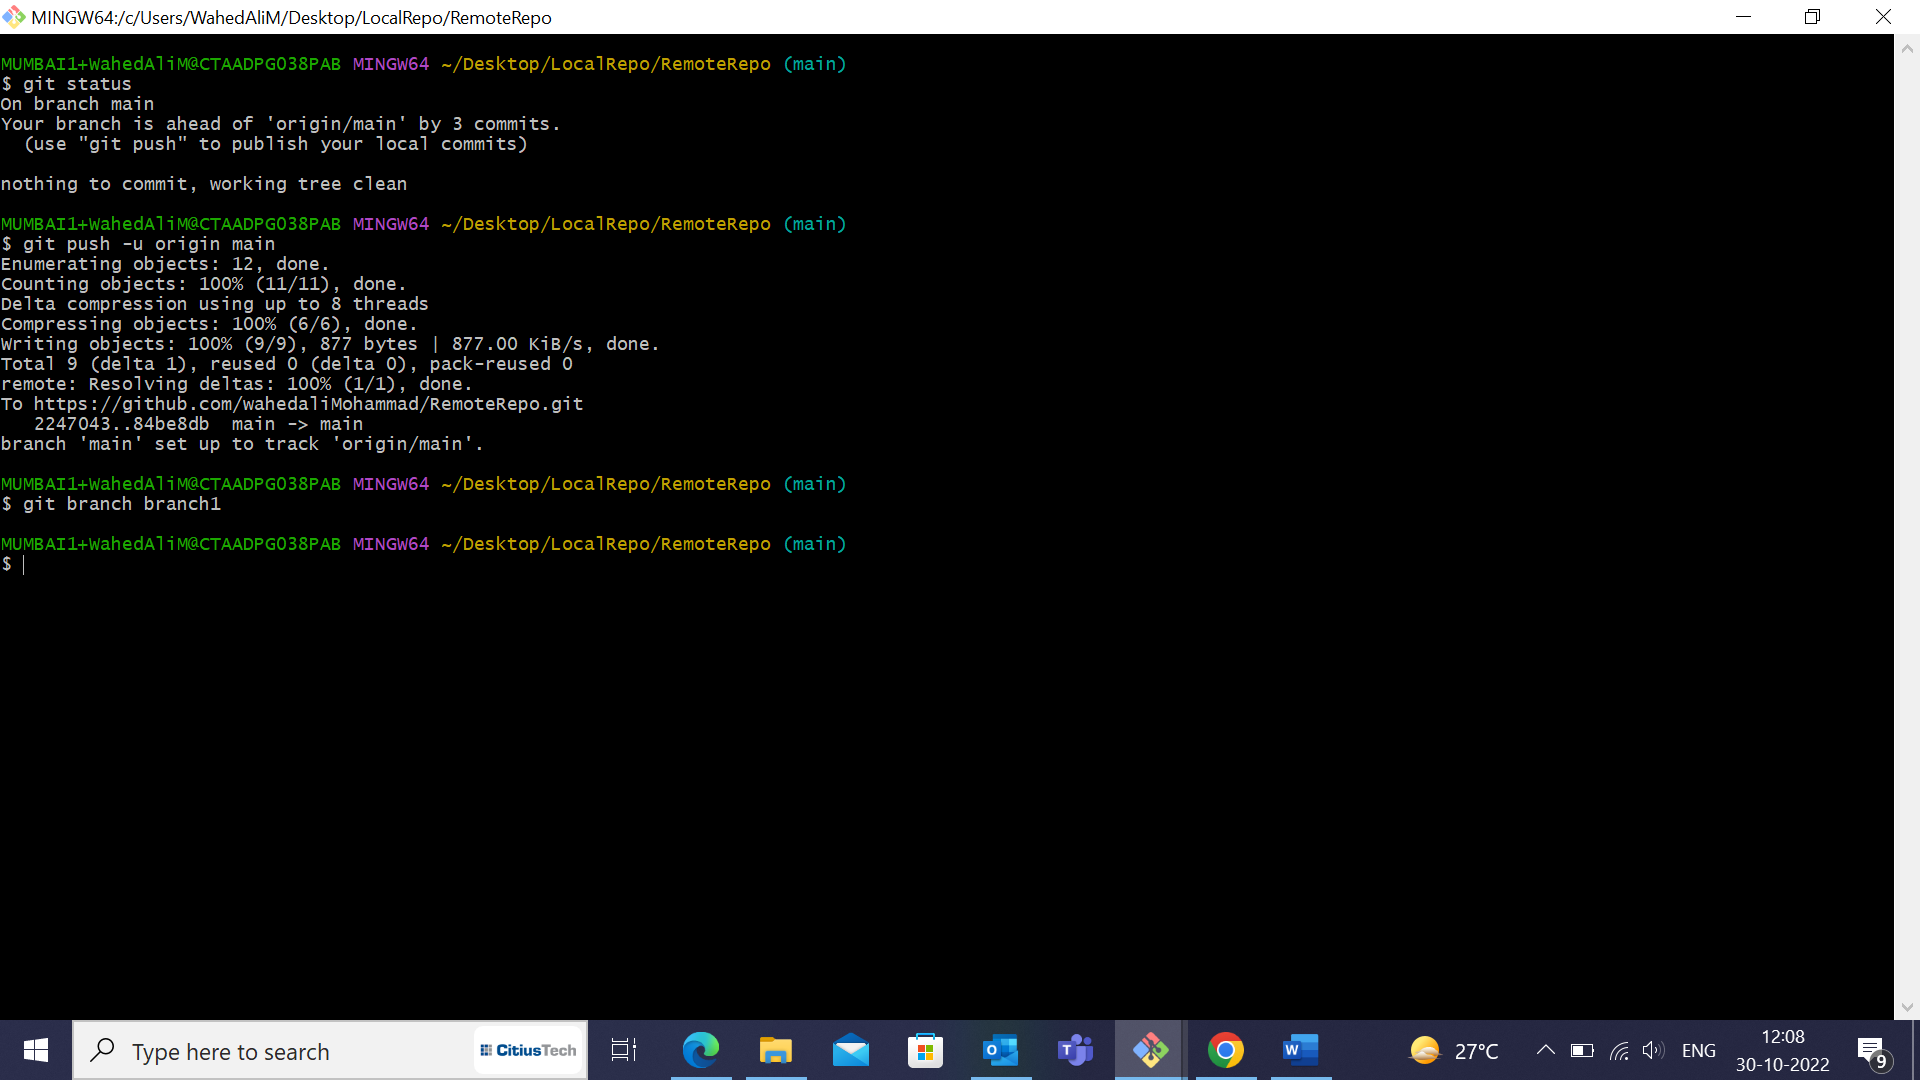 MINGW64:/c/Users/WahedAliM/Desktop/LocalRepo/RemoteRepo
MUMBAI1+WahedAliM@CTAADPG038PAB MINGW64 ~/Desktop/LocalRepo/RemoteRepo (main)
$ git status
On branch main
Your branch is ahead of 'origin/main' by 3 commits.
  (use "git push" to publish your local commits)
nothing to commit, working tree clean
MUMBAI1+WahedAliM@CTAADPG038PAB MINGW64 ~/Desktop/LocalRepo/RemoteRepo (main)
$ git push -u origin main
Enumerating objects: 12, done.
Counting objects: 100% (11/11), done.
Delta compression using up to 8 threads
Compressing objects: 100% (6/6), done.
Writing objects: 100% (9/9), 877 bytes | 877.00 KiB/s, done.
Total 9 (delta 1), reused 0 (delta 0), pack-reused 0
remote: Resolving deltas: 100% (1/1), done.
To https://github.com/wahedaliMohammad/RemoteRepo.git
   2247043..84be8db  main -> main
branch 'main' set up to track 'origin/main'.
MUMBAI1+WahedAliM@CTAADPG038PAB MINGW64 ~/Desktop/LocalRepo/RemoteRepo (main)
$ git branch branch1
MUMBAI1+WahedAliM@CTAADPG038PAB MINGW64 ~/Desktop/LocalRepo/RemoteRepo (main)
$
Type here to search
CitiusTech
27°C
ENG
12:08
30-10-2022
9